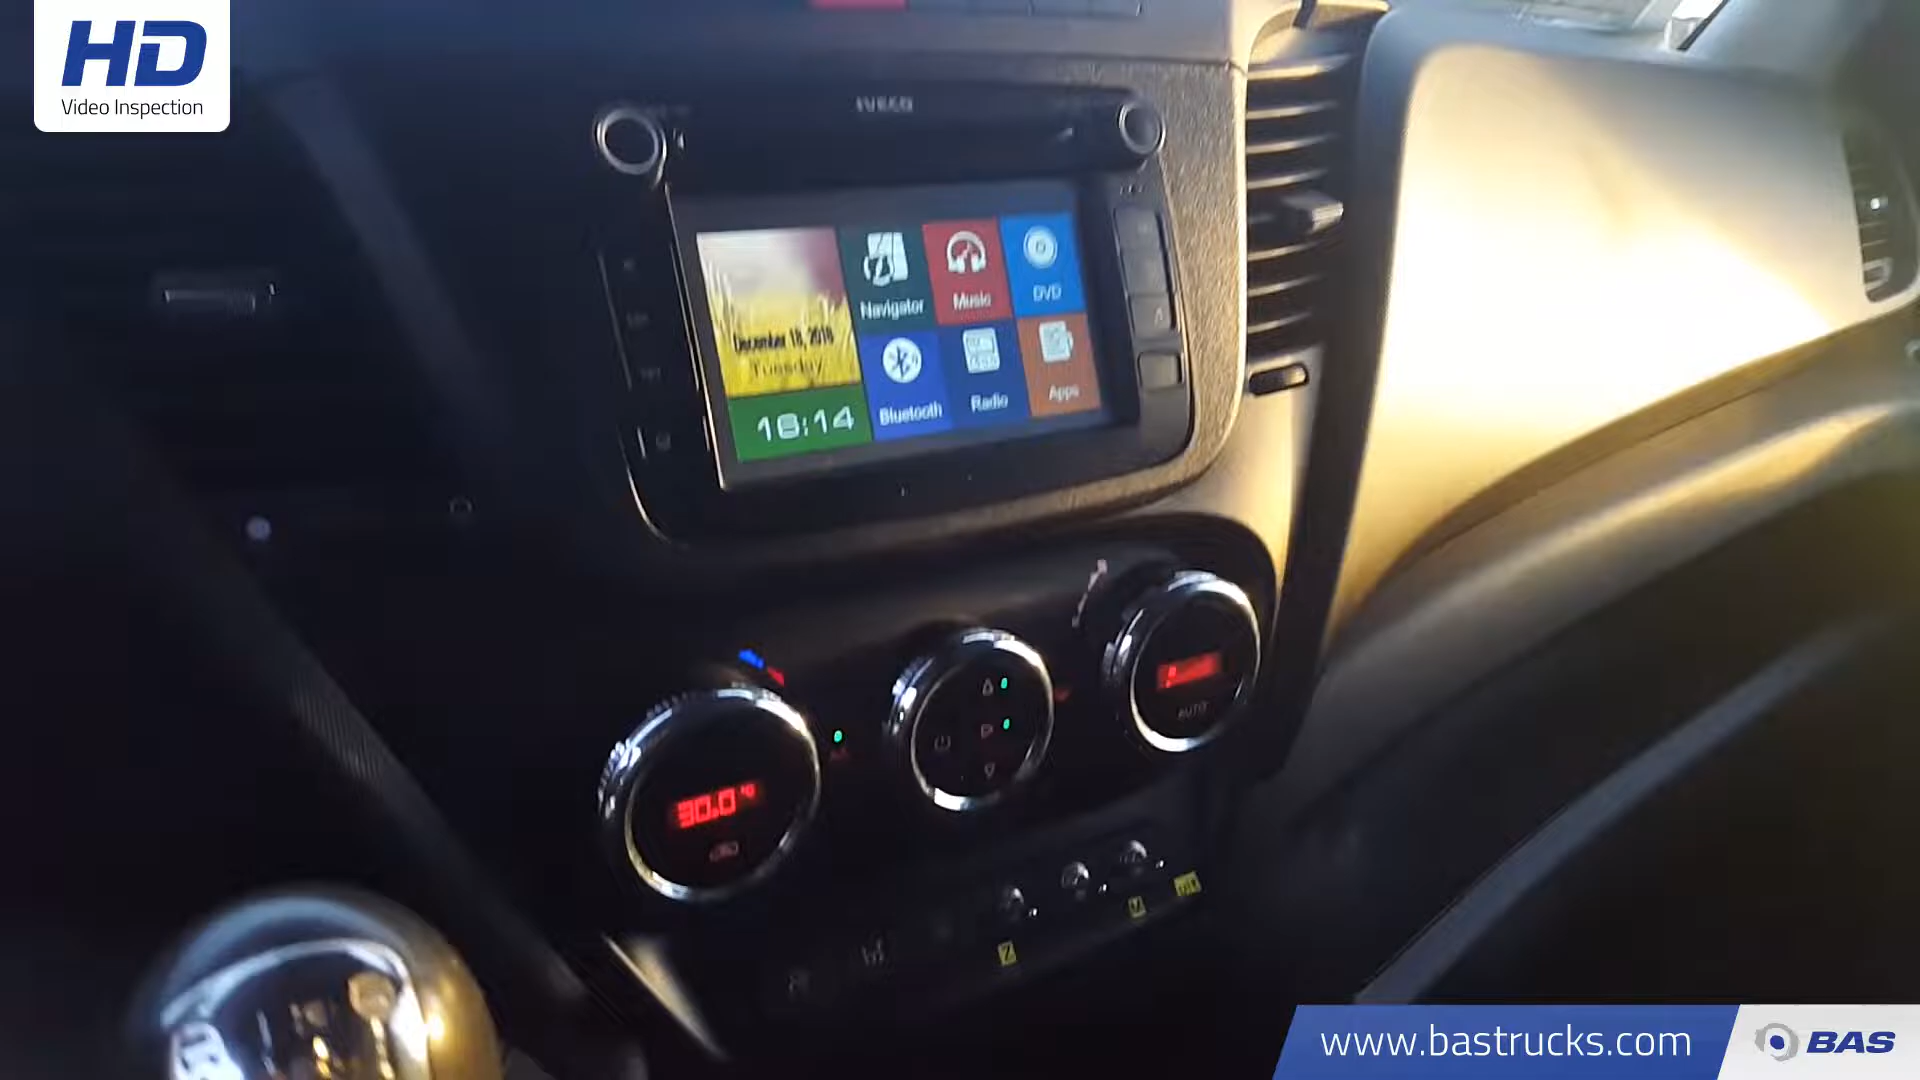 HD
Video Inspection
IVECO
Navigator
Music
DVD
December 18, 2018
Tuesday
18:14
Bluetooth
Radio
Apps
AUTO
30.0 °C
www.bastrucks.com
BAS